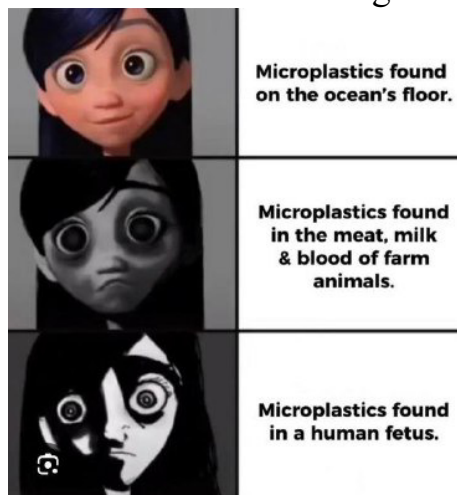 Microplastics found
on the ocean's floor.
Microplastics found
in the meat, milk
& blood of farm
animals.
Microplastics found
in a human fetus.